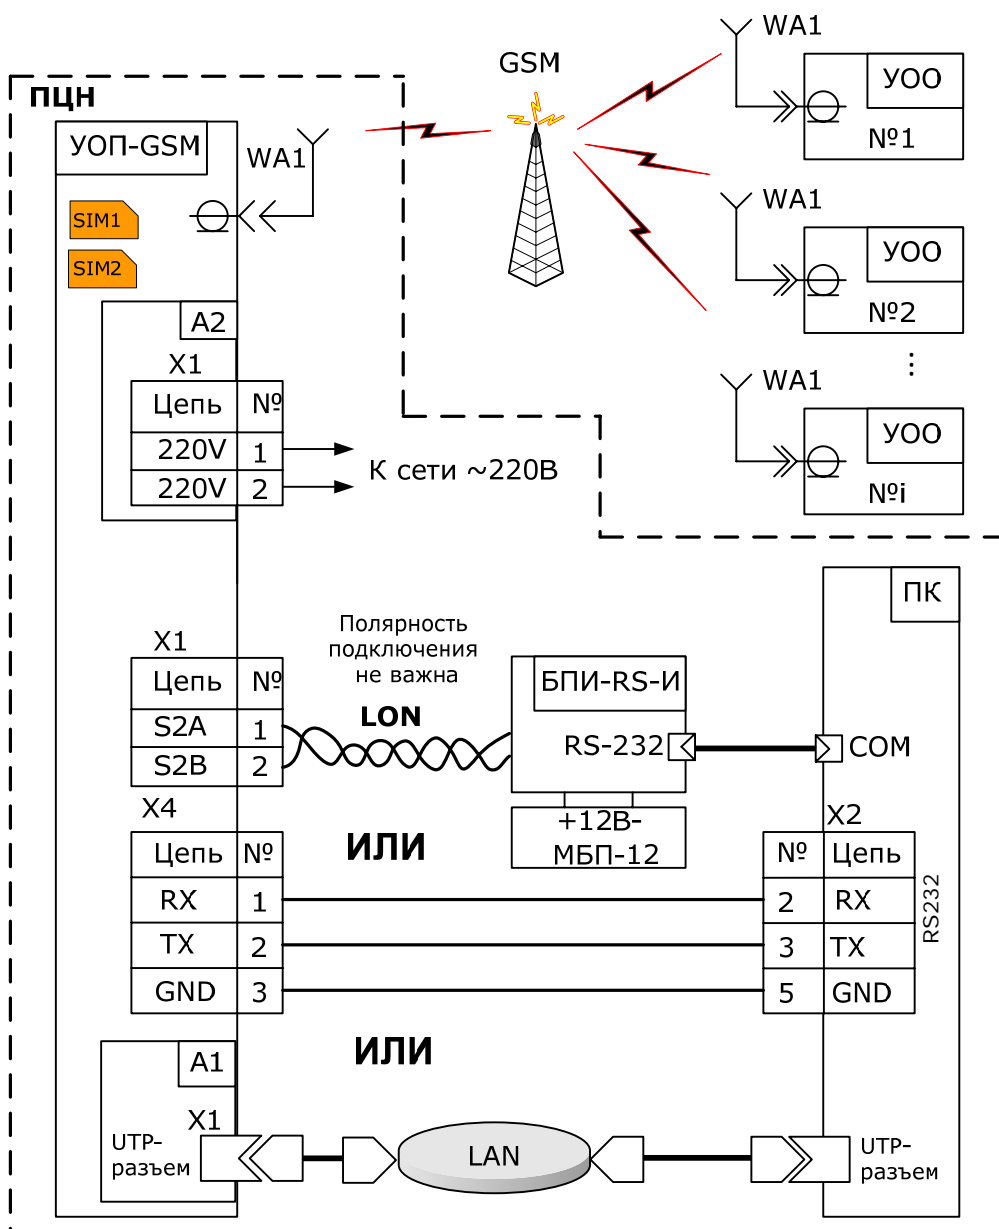 ПЦН
УОП-GSM
WA1
SIM1
SIM2
GSM
WA1
УОО
№1
WA1
УОО
№2
⋮
WA1
УОО
№i
A2
X1
Цепь №
220V 1
220V 2
К сети ~220В
ПК
Полярность
подключения
не важна
LON
X1
Цепь №
S2A 1
S2B 2
БПИ-RS-И
RS-232
COM
+12В-
МБП-12
X4
Цепь №
RX 1
TX 2
GND 3
ИЛИ
X2
№ Цепь
2 RX
3 TX
5 GND
RS232
ИЛИ
A1
X1
UTP-
разъем
LAN
UTP-
разъем